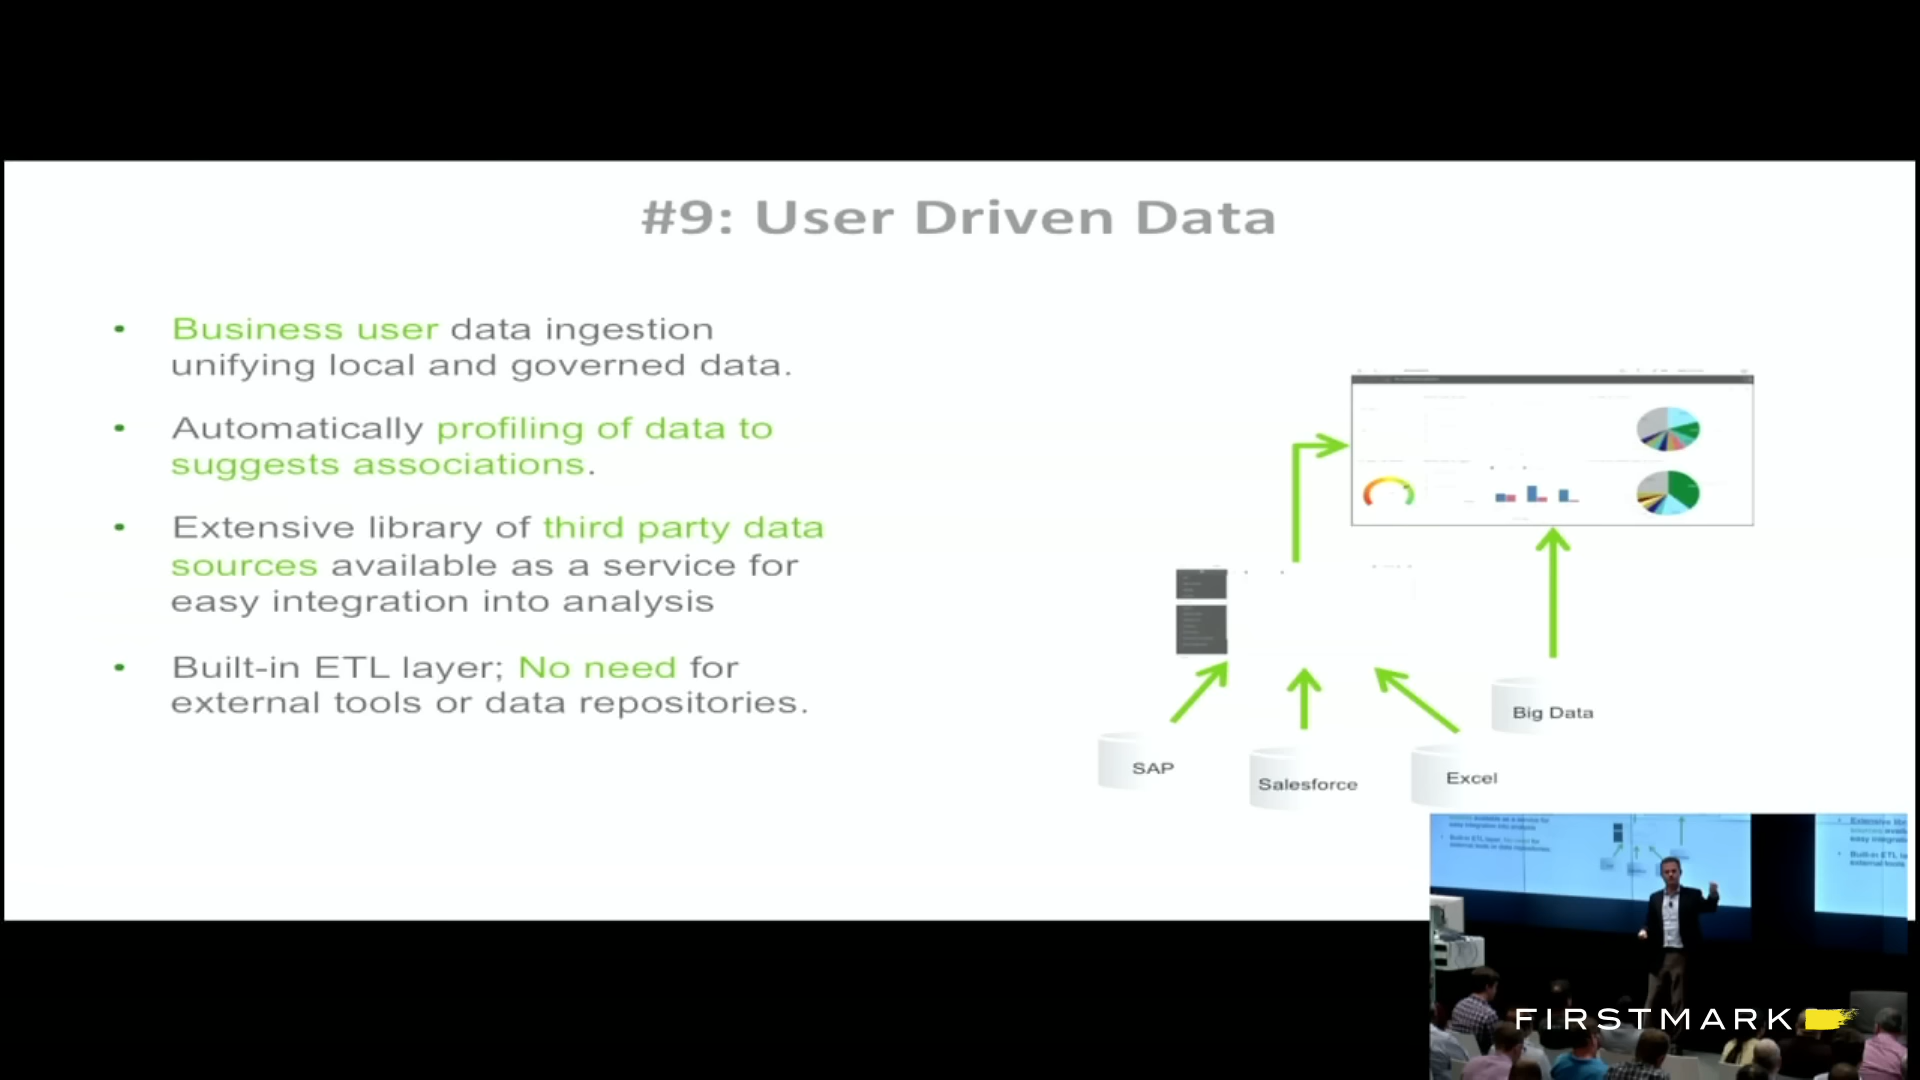 #9: User Driven Data
• Business user data ingestion
unifying local and governed data.
• Automatically profiling of data to
suggests associations.
• Extensive library of third party data
sources available as a service for
easy integration into analysis
• Built-in ETL layer; No need for
external tools or data repositories.
Big Data
SAP
Salesforce
Excel
FIRSTMARK